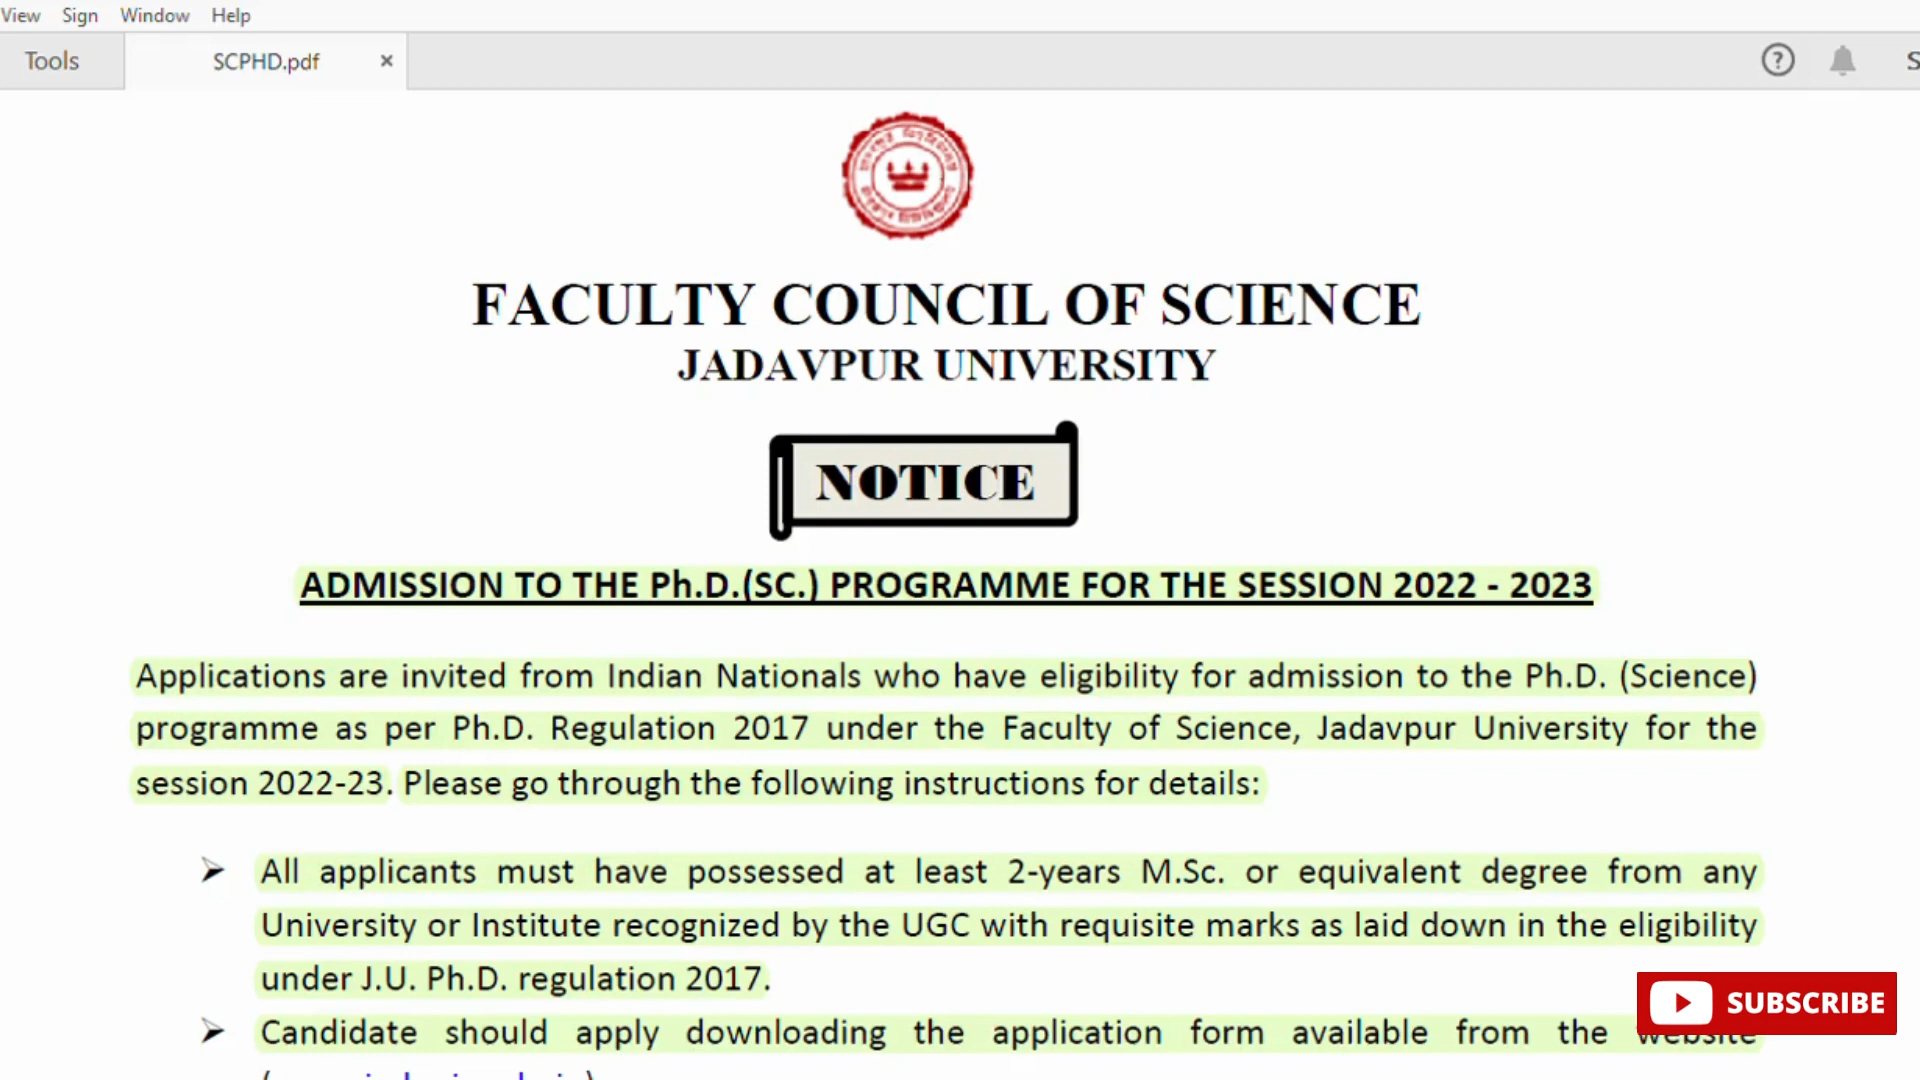 View Sign Window Help
Tools SCPHD.pdf ×
FACULTY COUNCIL OF SCIENCE
JADAVPUR UNIVERSITY
NOTICE
ADMISSION TO THE Ph.D.(SC.) PROGRAMME FOR THE SESSION 2022 - 2023
Applications are invited from Indian Nationals who have eligibility for admission to the Ph.D. (Science)
programme as per Ph.D. Regulation 2017 under the Faculty of Science, Jadavpur University for the
session 2022-23. Please go through the following instructions for details:
➢ All applicants must have possessed at least 2-years M.Sc. or equivalent degree from any
University or Institute recognized by the UGC with requisite marks as laid down in the eligibility
under J.U. Ph.D. regulation 2017.
SUBSCRIBE
➢ Candidate should apply downloading the application form available from the website